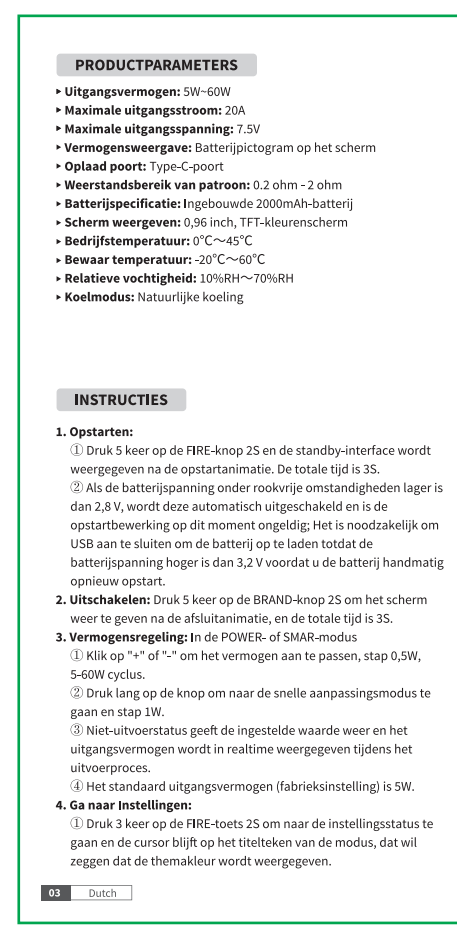 PRODUCTPARAMETERS
▸ Uitgangsvermogen: 5W~60W
▸ Maximale uitgangsstroom: 20A
▸ Maximale uitgangsspanning: 7.5V
▸ Vermogensweergave: Batterijpictogram op het scherm
▸ Oplaad poort: Type-C-poort
▸ Weerstandsbereik van patroon: 0.2 ohm - 2 ohm
▸ Batterijspecificatie: Ingebouwde 2000mAh-batterij
▸ Scherm weergeven: 0,96 inch, TFT-kleurenscherm
▸ Bedrijfstemperatuur: 0℃～45℃
▸ Bewaar temperatuur: -20℃～60℃
▸ Relatieve vochtigheid: 10%RH～70%RH
▸ Koelmodus: Natuurlijke koeling
INSTRUCTIES
1. Opstarten:
① Druk 5 keer op de FIRE-knop 2S en de standby-interface wordt
weergegeven na de opstartanimatie. De totale tijd is 3S.
② Als de batterijspanning onder rookvrije omstandigheden lager is
dan 2,8 V, wordt deze automatisch uitgeschakeld en is de
opstartbewerking op dit moment ongeldig; Het is noodzakelijk om
USB aan te sluiten om de batterij op te laden totdat de
batterijspanning hoger is dan 3,2 V voordat u de batterij handmatig
opnieuw opstart.
2. Uitschakelen: Druk 5 keer op de BRAND-knop 2S om het scherm
weer te geven na de afsluitanimatie, en de totale tijd is 3S.
3. Vermogensregeling: In de POWER- of SMAR-modus
① Klik op "+" of "-" om het vermogen aan te passen, stap 0,5W,
5-60W cyclus.
② Druk lang op de knop om naar de snelle aanpassingsmodus te
gaan en stap 1W.
③ Niet-uitvoerstatus geeft de ingestelde waarde weer en het
uitgangsvermogen wordt in realtime weergegeven tijdens het
uitvoerproces.
④ Het standaard uitgangsvermogen (fabrieksinstelling) is 5W.
4. Ga naar Instellingen:
① Druk 3 keer op de FIRE-toets 2S om naar de instellingsstatus te
gaan en de cursor blijft op het titelteken van de modus, dat wil
zeggen dat de themakleur wordt weergegeven.
03 Dutch